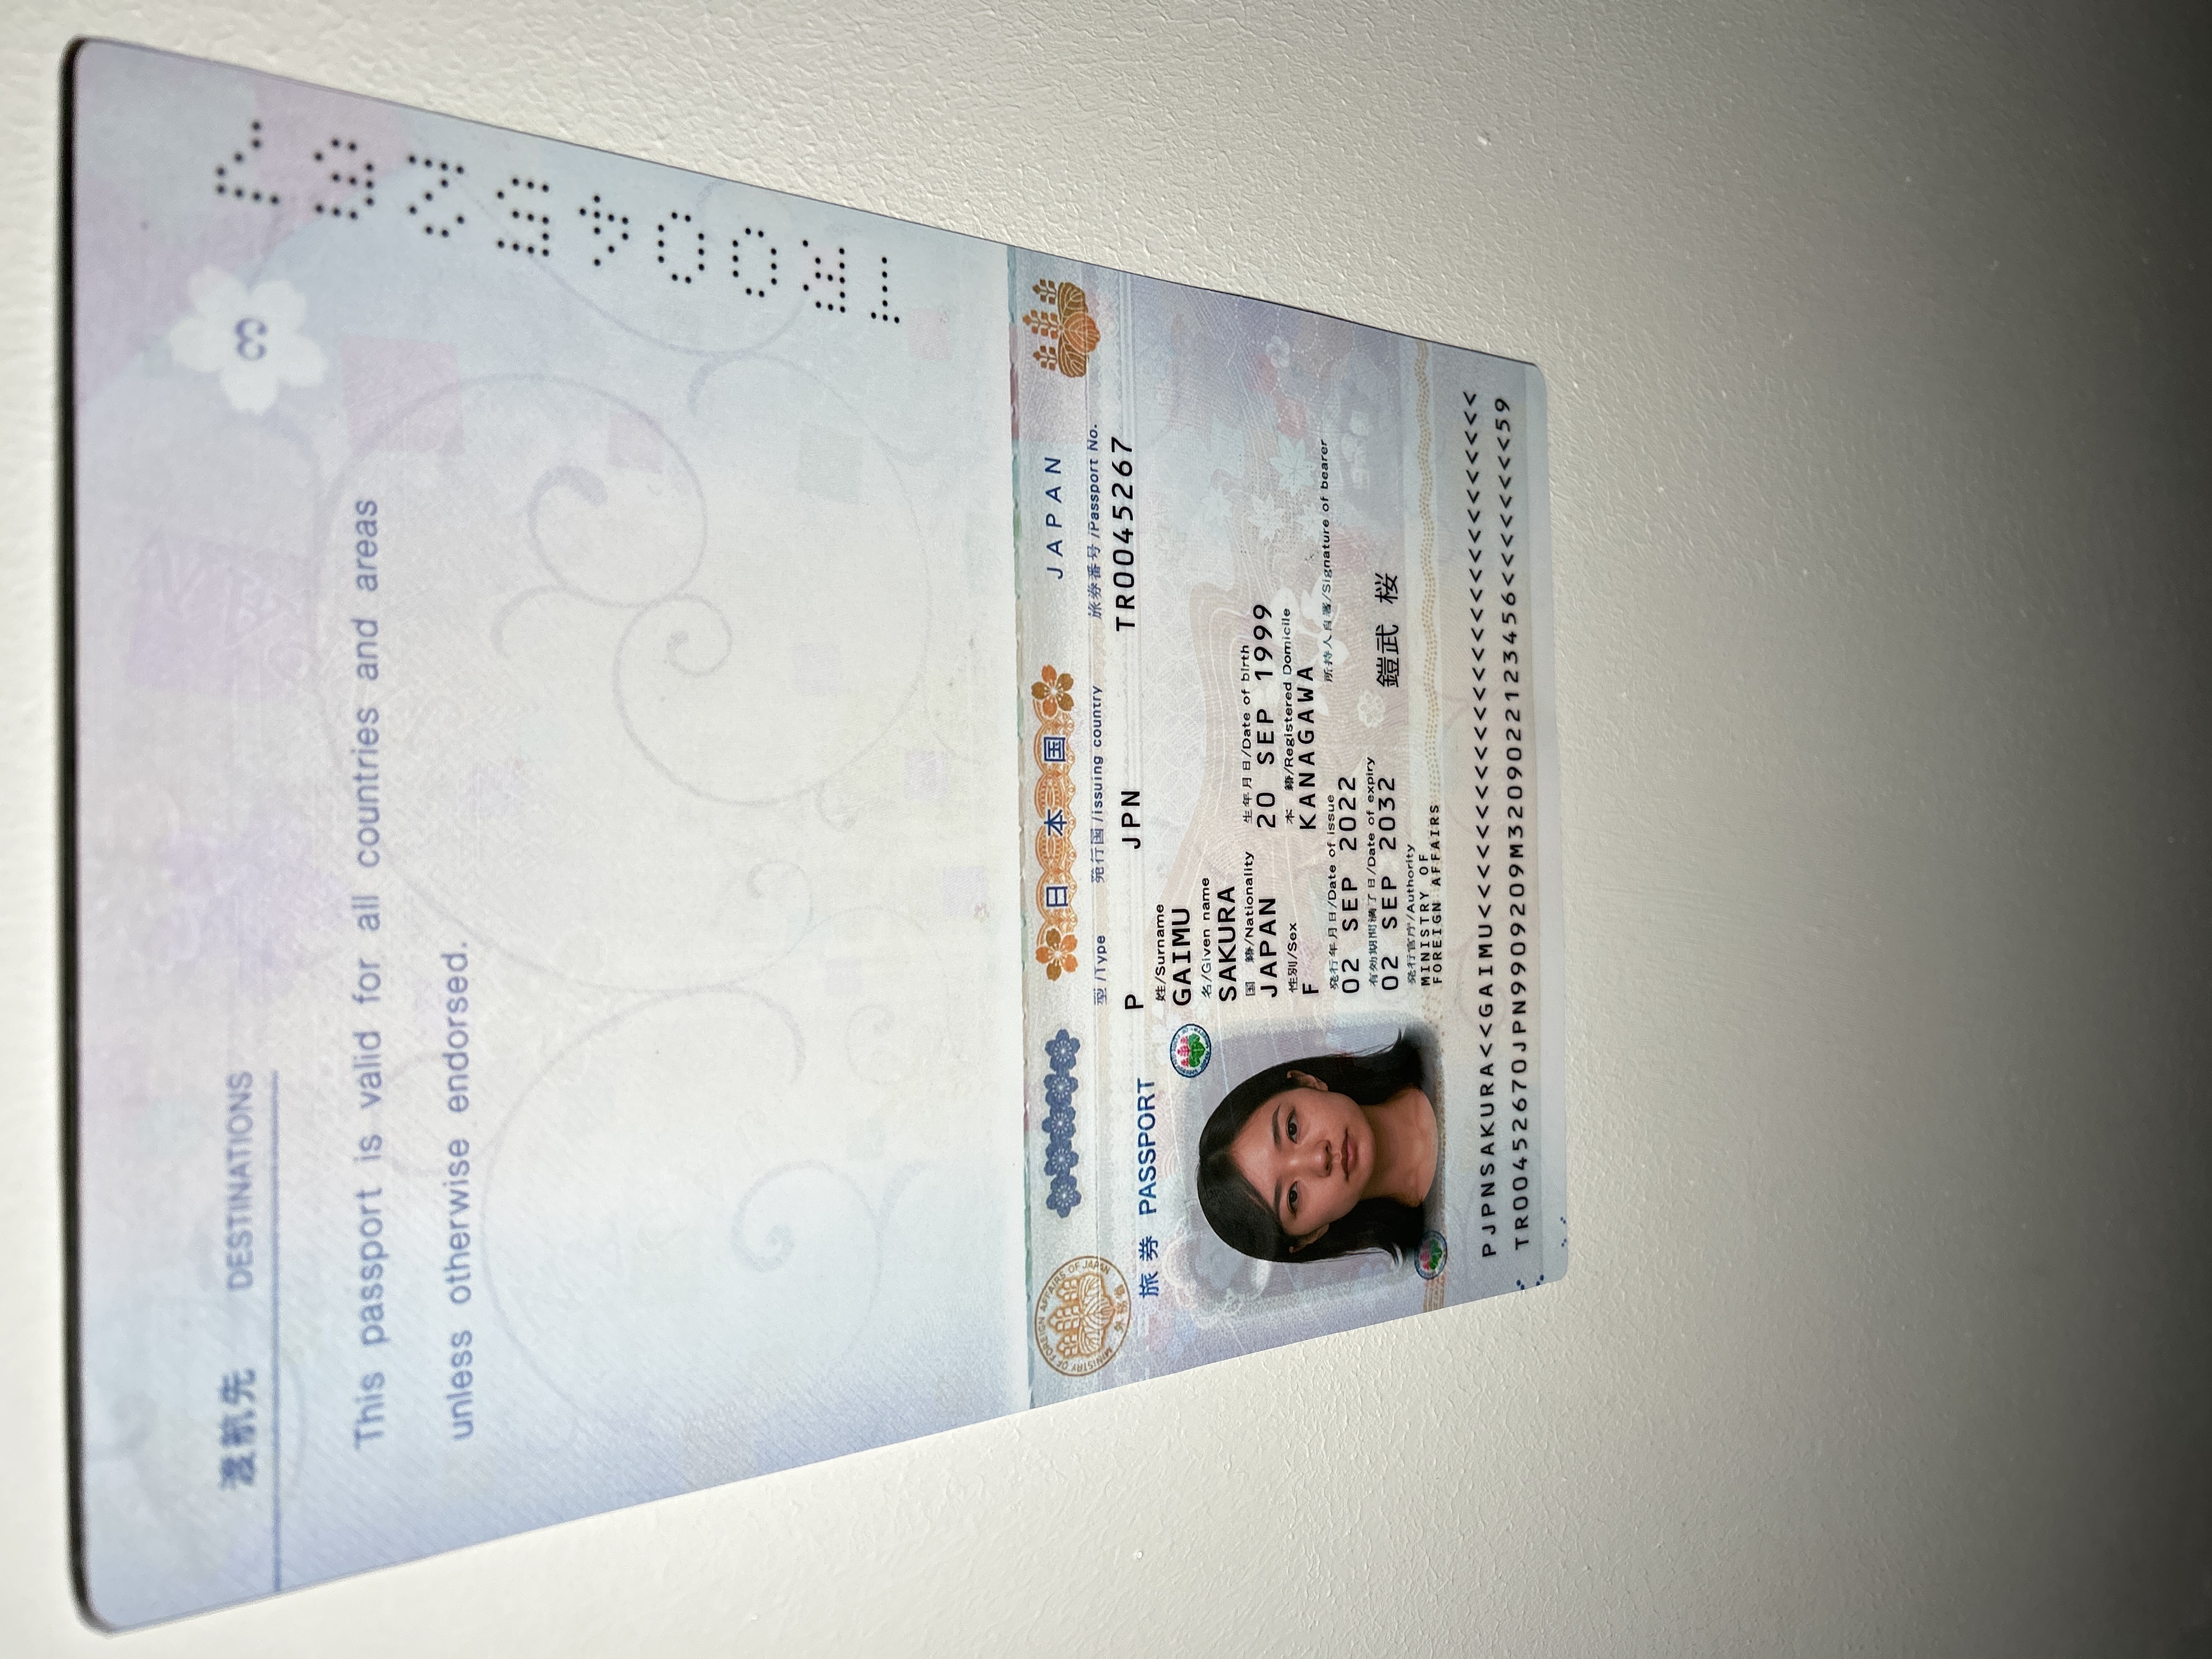 渡航先 DESTINATIONS
3
This passport is valid for all countries and areas
unless otherwise endorsed.
TR0045267
MINISTRY OF FOREIGN AFFAIRS OF JAPAN
外務省
日本国 JAPAN
型/Type 発行国/Issuing country 旅券番号/Passport No.
旅券 PASSPORT
P JPN TR0045267
姓/Surname
GAIMU
名/Given name
SAKURA
国 籍/Nationality 生年月日/Date of birth
JAPAN 20 SEP 1999
性別/Sex 本 籍/Registered Domicile
F KANAGAWA
発行年月日/Date of issue 所持人自署/Signature of bearer
02 SEP 2022
有効期間満了日/Date of expiry
02 SEP 2032 鎧武 桜
発行官庁/Authority
MINISTRY OF
FOREIGN AFFAIRS
PJPNSAKURA<<GAIMU<<<<<<<<<<<<<<<<<<<<<<<<<<<
TR00452670JPN9909209M3209022123456<<<<<<<<59